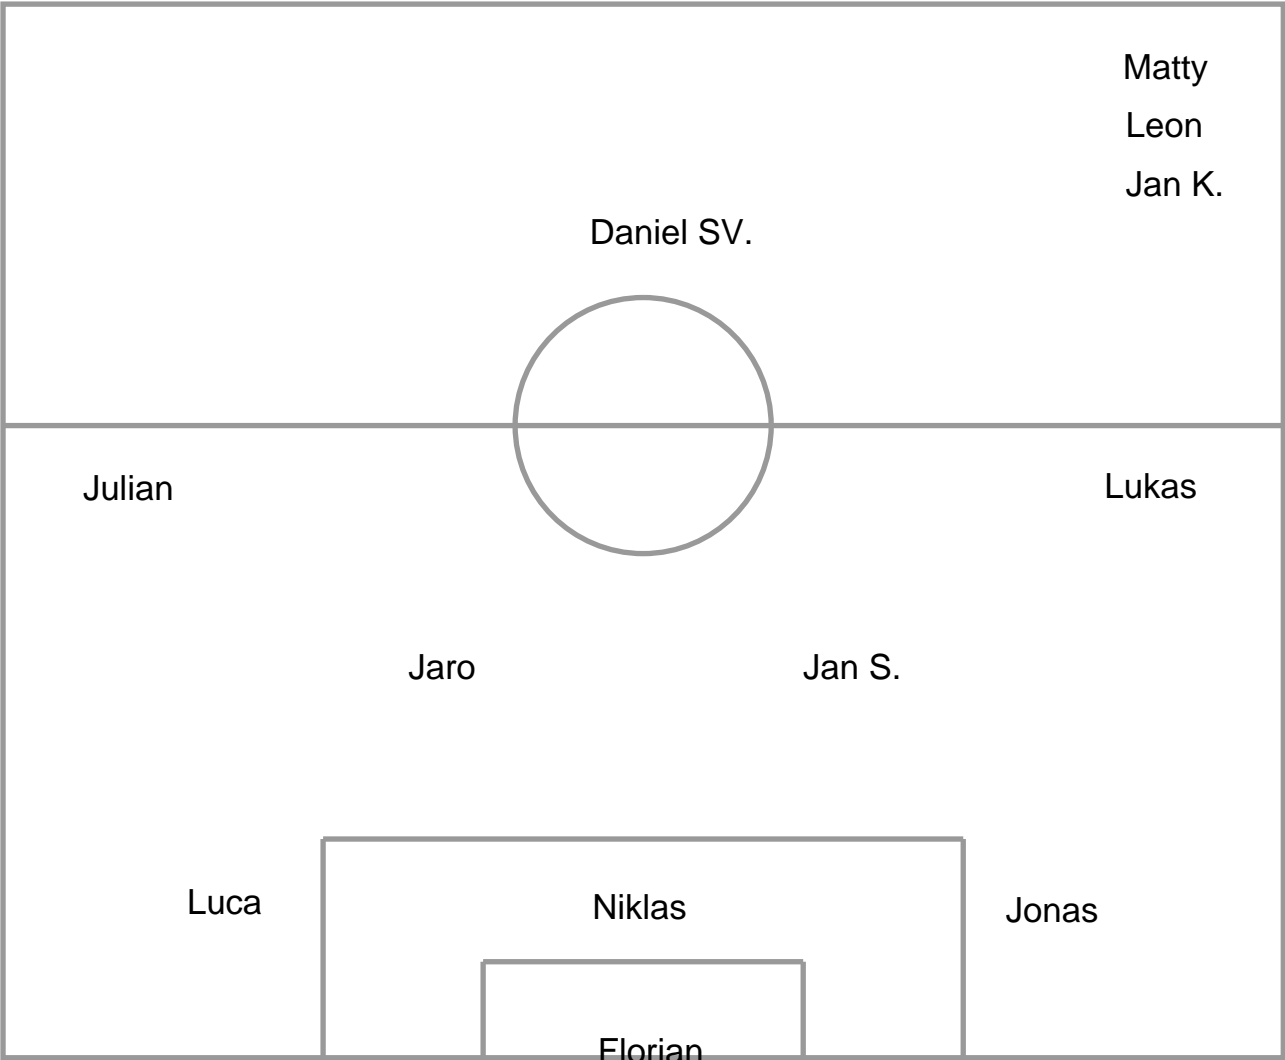 Matty
Leon
Jan K.
Daniel SV.
Julian
Lukas
Jaro
Jan S.
Luca
Niklas
Jonas
Florian